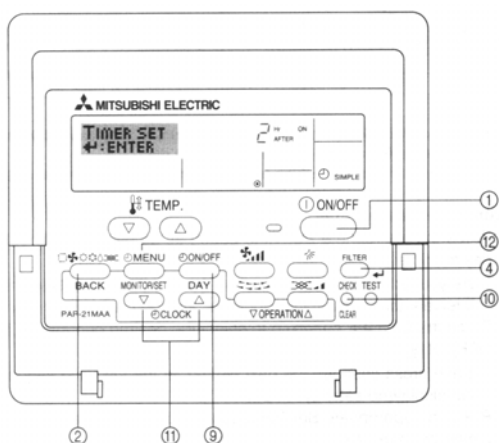 MITSUBISHI ELECTRIC
TIMER SET
↵:ENTER
2 Hr ON
AFTER
SIMPLE
TEMP.
ON/OFF
①
⑫
MENU
ON/OFF
FILTER
④
BACK
MONITOR/SET
DAY
CHECK TEST
⑩
PAR-21MAA
CLOCK
▽OPERATION△
CLEAR
②
⑪
⑨